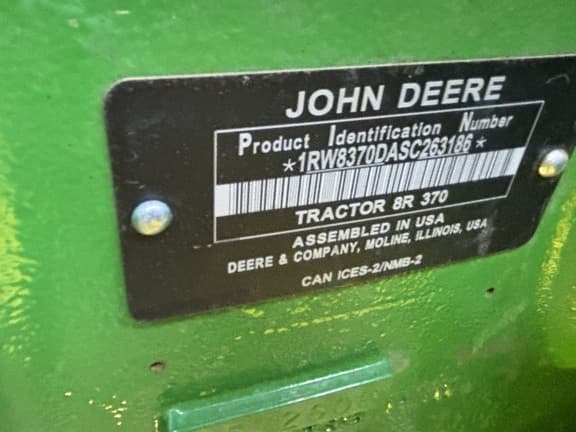 JOHN DEERE
Product Identification Number
*1RW8370DASC263186*
TRACTOR 8R 370
ASSEMBLED IN USA
DEERE & COMPANY, MOLINE, ILLINOIS, USA
CAN ICES-2/NMB-2